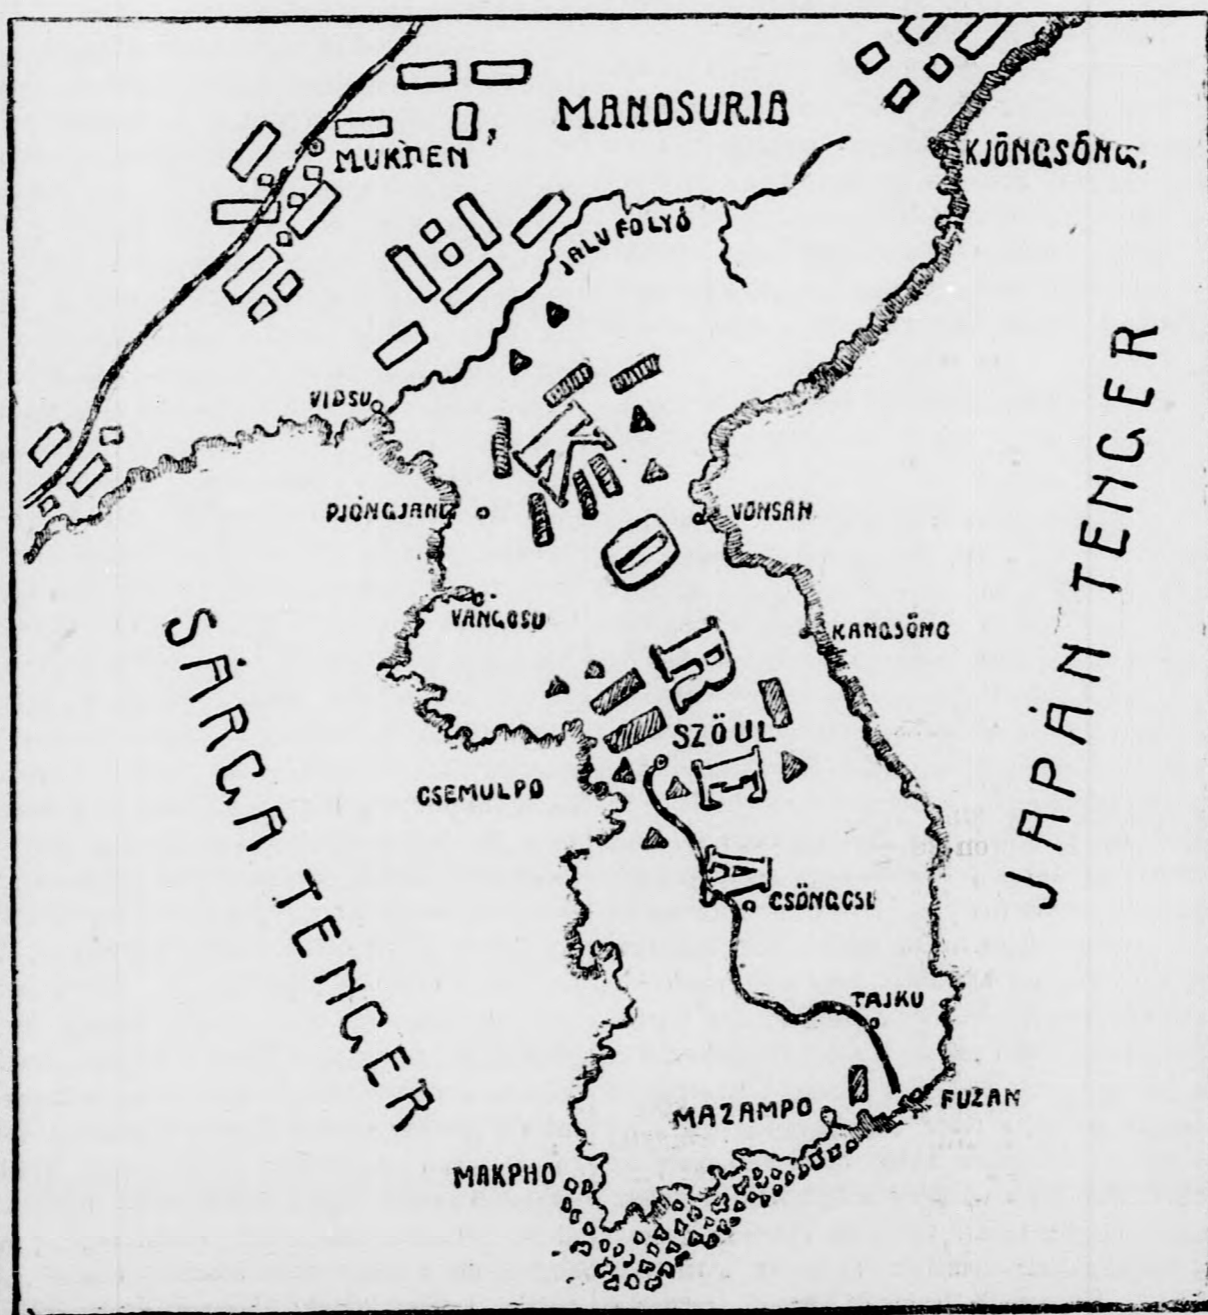 MANDSURIA
MUKDEN,
KJÖNGSÖNG,
JALU FOLYÓ
VIDSU
KOREA
PJÖNGJANG
VONSAN
VANGGSU
KANGSÖNG
SZÖUL
CSEMULPO
CSÖNGCSU
TAJKU
MAZAMPO
FUZAN
MAKPHO
SÁRGA TENGER
JAPÁN TENGER